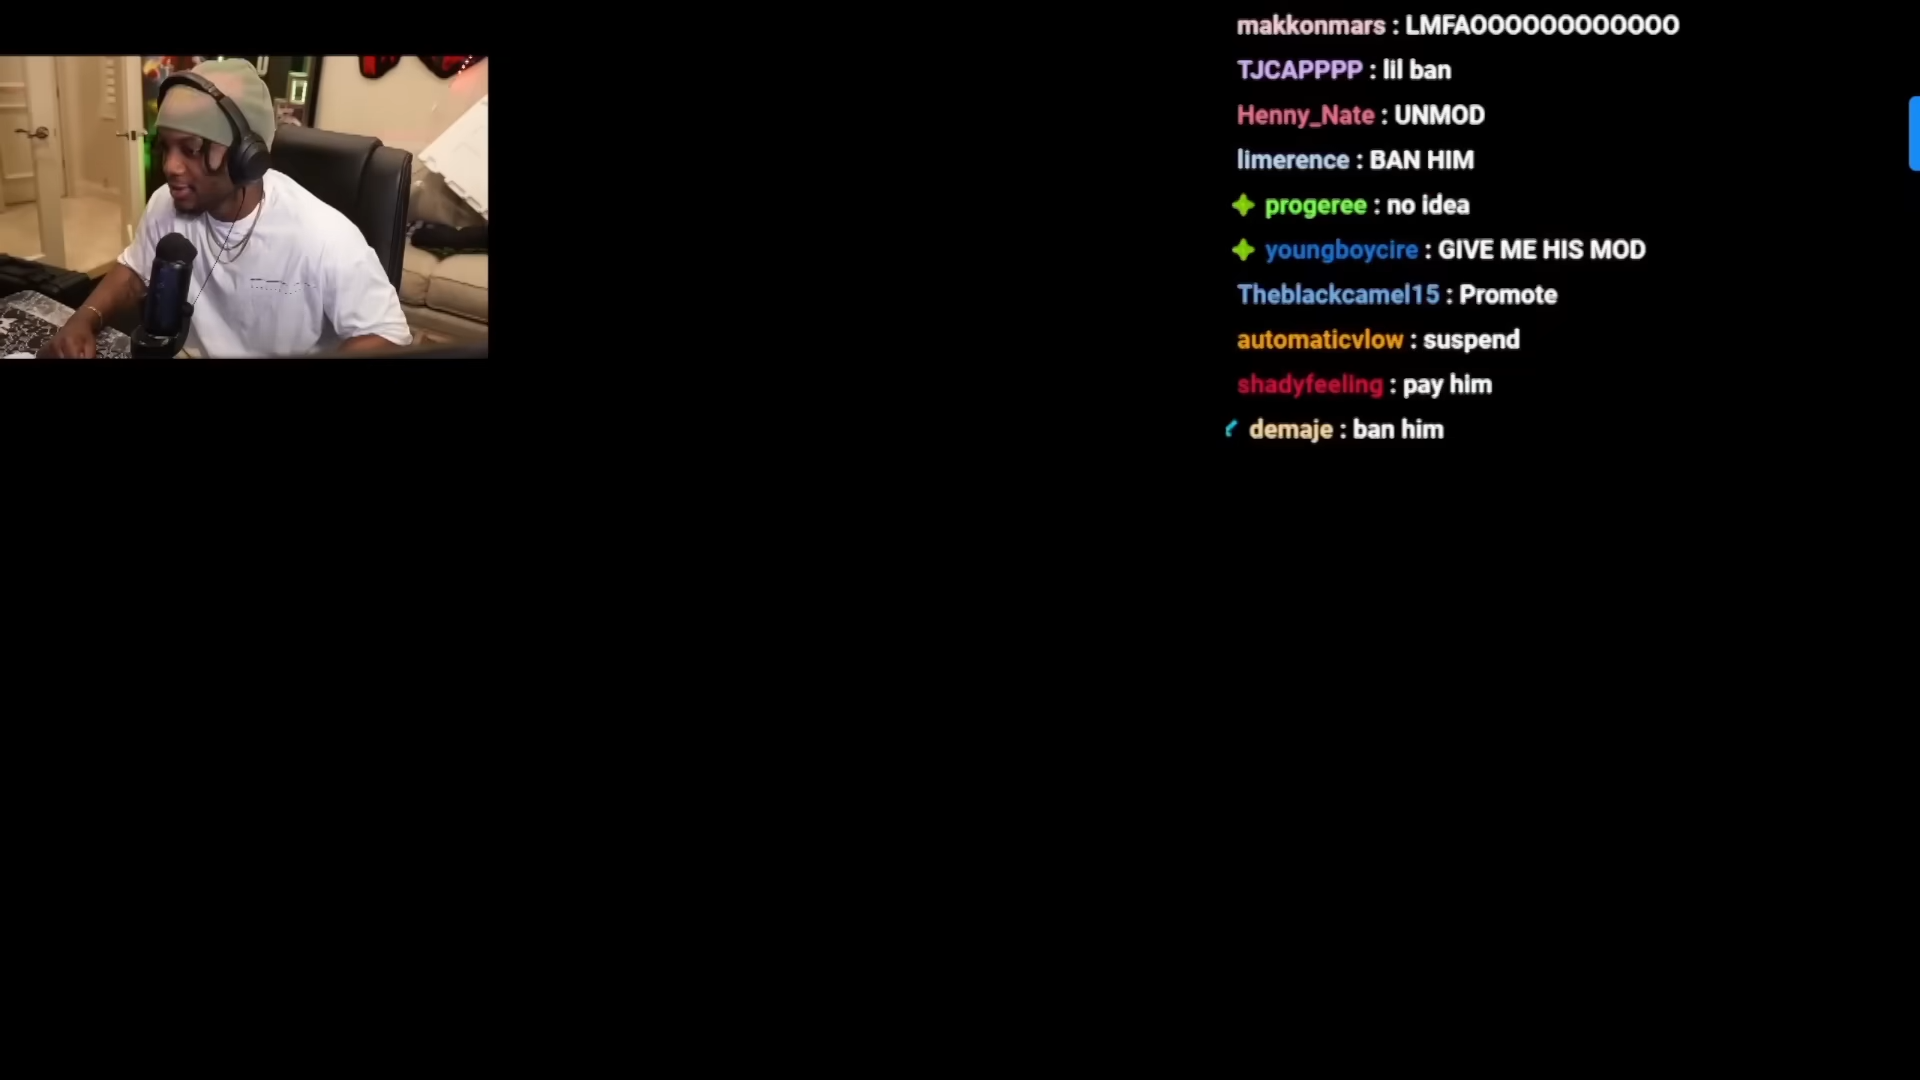 makkonmars : LMFAOOOOOOOOOOOOO
TJCAPPPP : lil ban
Henny_Nate : UNMOD
limerence : BAN HIM
progeree : no idea
youngboycire : GIVE ME HIS MOD
Theblackcamel15 : Promote
automaticvlow : suspend
shadyfeeling : pay him
demaje : ban him